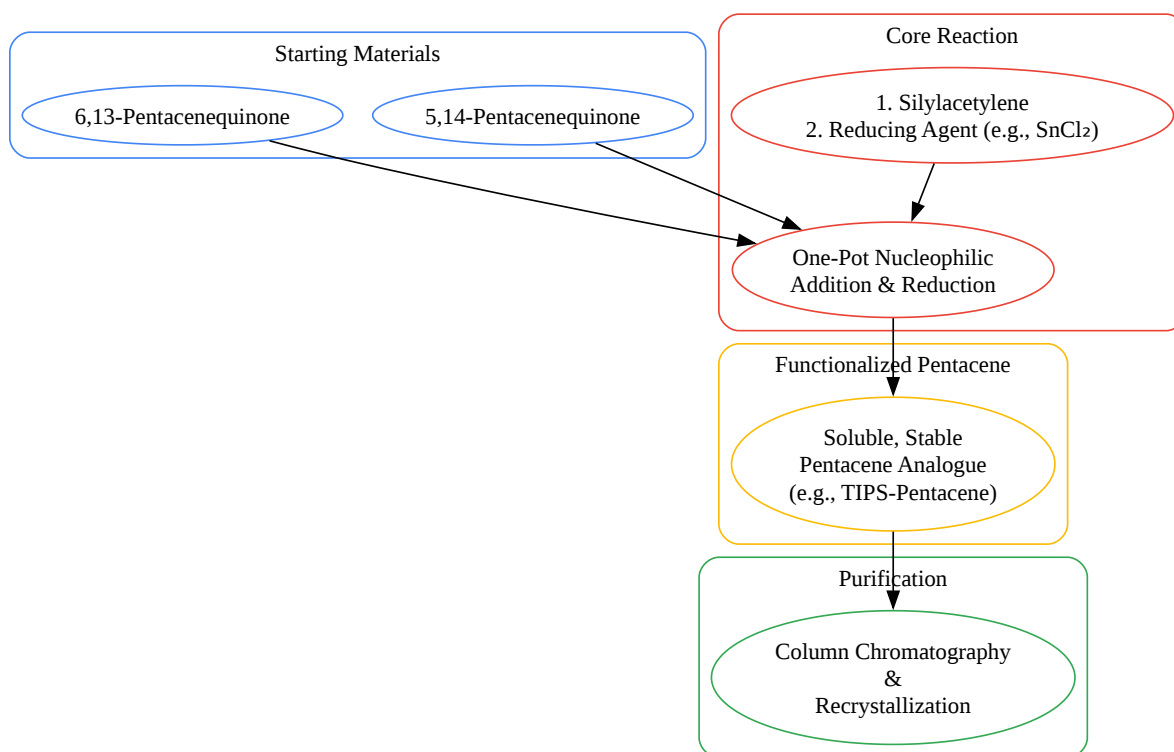 Starting Materials
6,13-Pentacenequinone
5,14-Pentacenequinone
Core Reaction
1. Silylacetylene
2. Reducing Agent (e.g., SnCl₂)
One-Pot Nucleophilic
Addition & Reduction
Functionalized Pentacene
Soluble, Stable
Pentacene Analogue
(e.g., TIPS-Pentacene)
Purification
Column Chromatography
&
Recrystallization